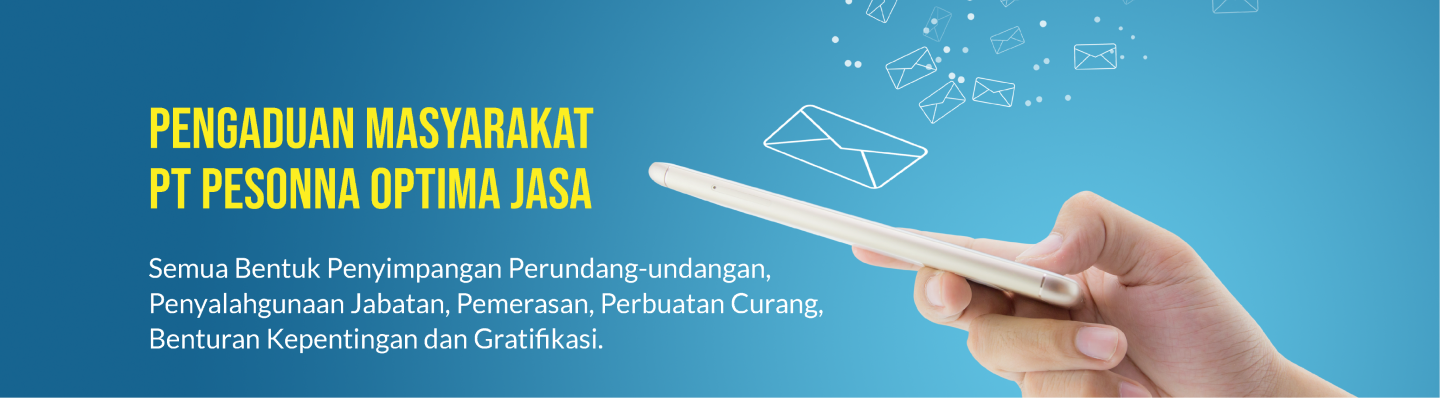 PENGADUAN MASYARAKAT
PT PESONNA OPTIMA JASA
Semua Bentuk Penyimpangan Perundang-undangan,
Penyalahgunaan Jabatan, Pemerasan, Perbuatan Curang,
Benturan Kepentingan dan Gratifikasi.